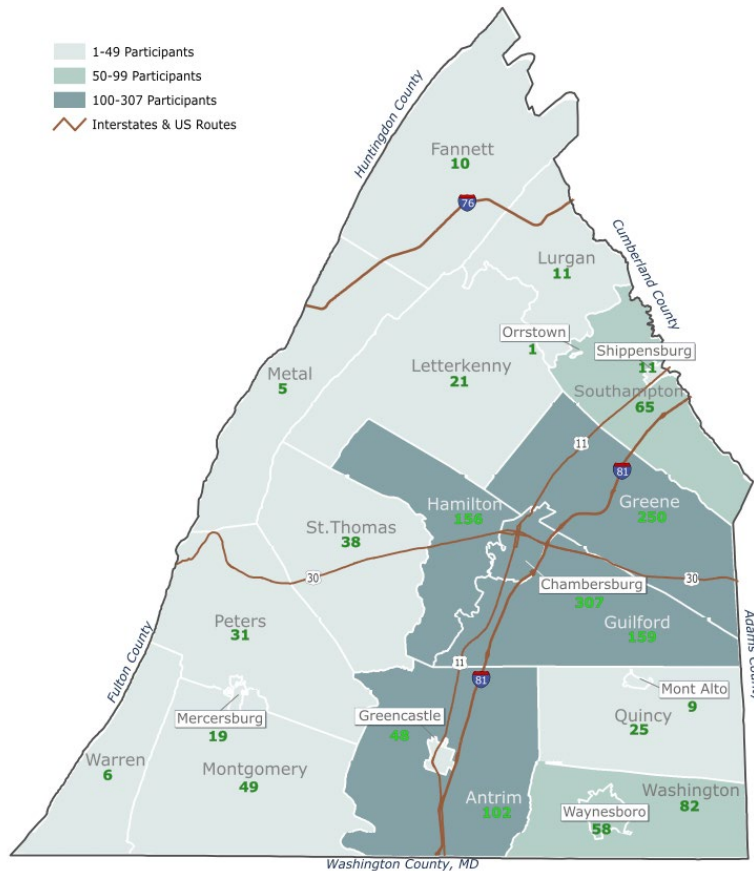 1-49 Participants
50-99 Participants
100-307 Participants
Interstates & US Routes
Huntingdon County
Fannett
10
76
Cumberland County
Lurgan
11
Orrstown
1
Shippensburg
11
Metal
5
Letterkenny
21
Southampton
65
11
81
Hamilton
156
Greene
250
St.Thomas
38
30
Chambersburg
307
30
Fulton County
Peters
31
Guilford
159
Adams County
11
81
Mercersburg
19
Greencastle
48
Mont Alto
9
Quincy
25
Warren
6
Montgomery
49
Antrim
102
Washington
82
Waynesboro
58
Washington County, MD